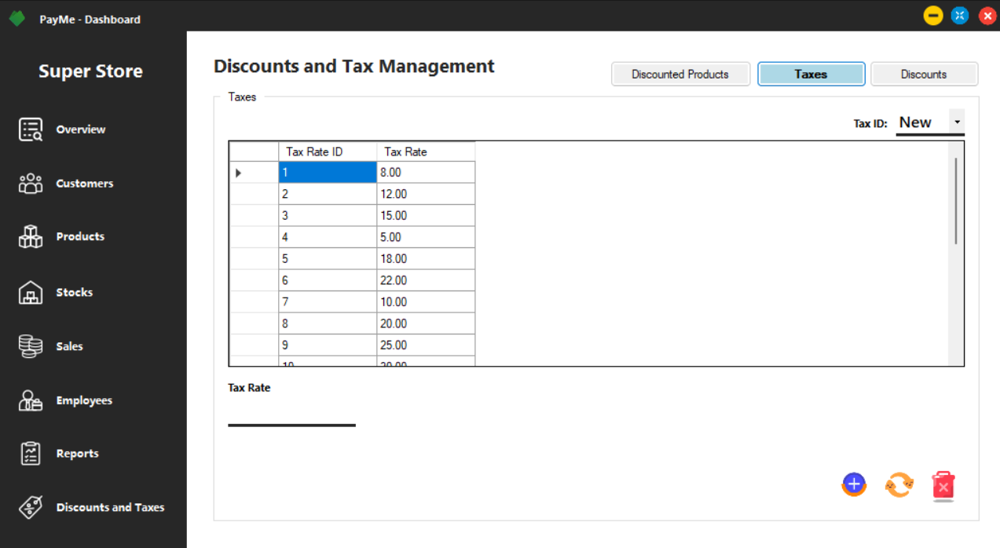 PayMe - Dashboard
Super Store
Overview
Customers
Products
Stocks
Sales
Employees
Reports
Discounts and Taxes
Discounts and Tax Management
Discounted Products
Taxes
Discounts
Taxes
Tax ID: New
Tax Rate ID Tax Rate
1 8.00
2 12.00
3 15.00
4 5.00
5 18.00
6 22.00
7 10.00
8 20.00
9 25.00
Tax Rate